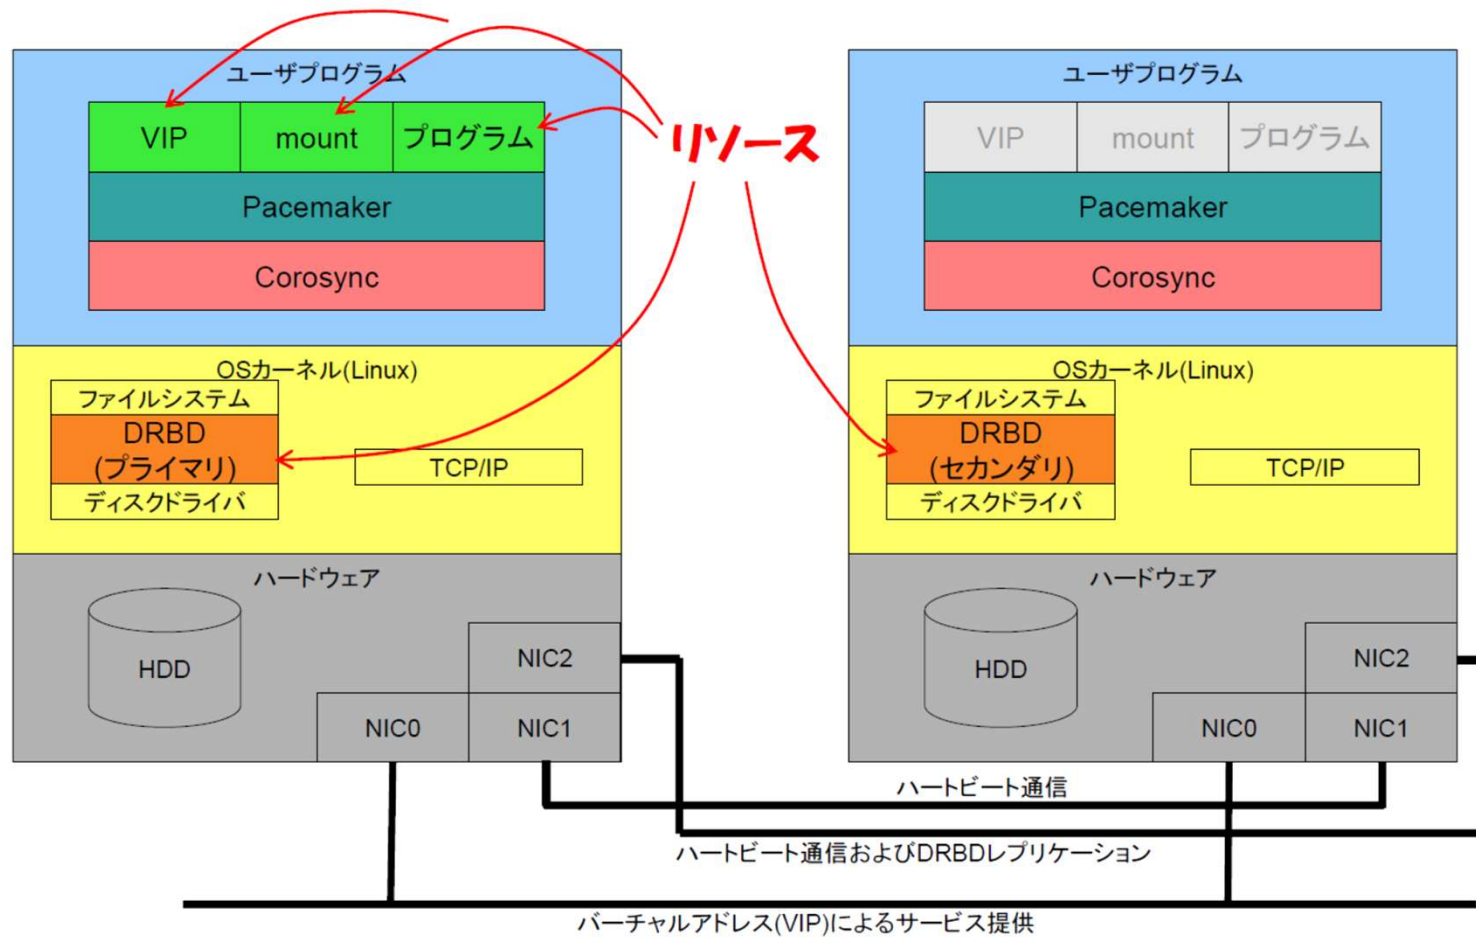 ユーザプログラム
VIP
mount
プログラム
Pacemaker
Corosync
OSカーネル(Linux)
ファイルシステム
DRBD
(プライマリ)
ディスクドライバ
TCP/IP
ハードウェア
HDD
NIC2
NIC0
NIC1
リソース
ユーザプログラム
VIP
mount
プログラム
Pacemaker
Corosync
OSカーネル(Linux)
ファイルシステム
DRBD
(セカンダリ)
ディスクドライバ
TCP/IP
ハードウェア
HDD
NIC2
NIC0
NIC1
ハートビート通信
ハートビート通信およびDRBDレプリケーション
バーチャルアドレス(VIP)によるサービス提供